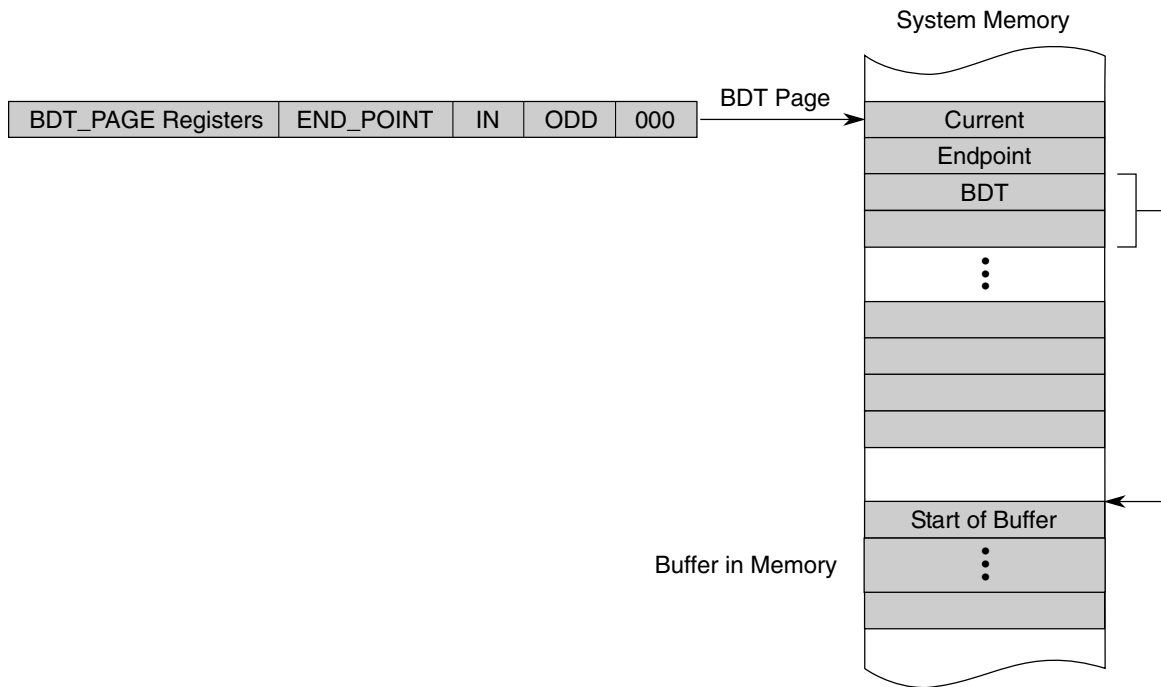 System Memory
BDT_PAGE Registers END_POINT IN ODD 000
BDT Page
Current
Endpoint
BDT
Start of Buffer
Buffer in Memory